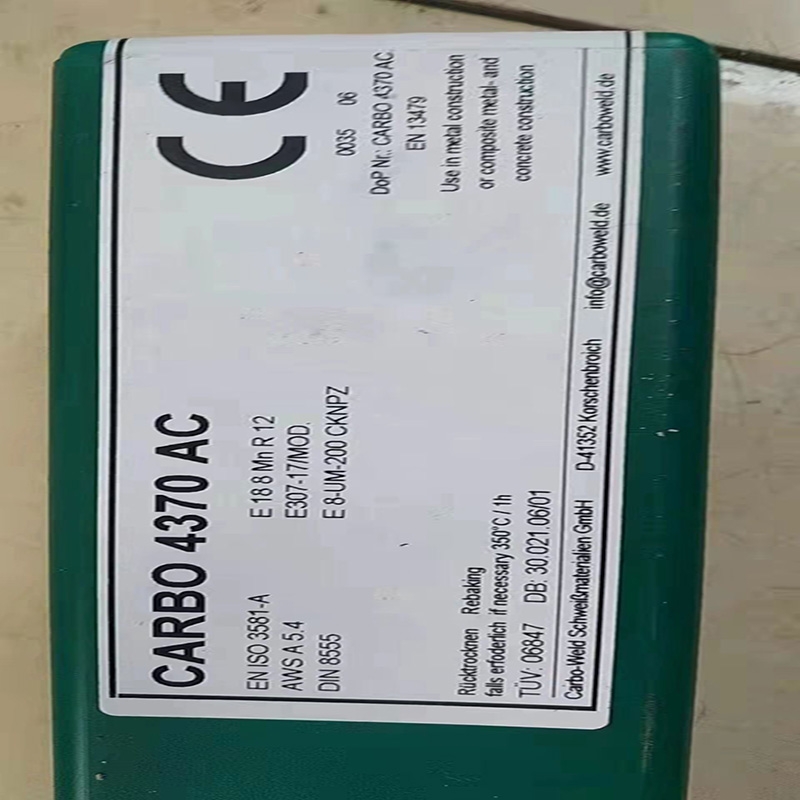 CARBO 4370 AC
EN ISO 3581-A E 18 8 Mn R 12
AWS A 5.4 E307-17/MOD.
DIN 8555 E 8-UM-200 CKNPZ
CE
0035 06
DoP Nr.: CARBO 4370 AC
EN 13479
Use in metal construction
or composite metal- and
concrete construction
Rücktrocknen Rebaking
falls erfoderlich if necessary 350°C / 1h
TÜV: 06847 DB: 30.021.06/01
Carbo-Weld Schweißmaterialien GmbH D-41352 Korschenbroich info@carboweld.de www.carboweld.de